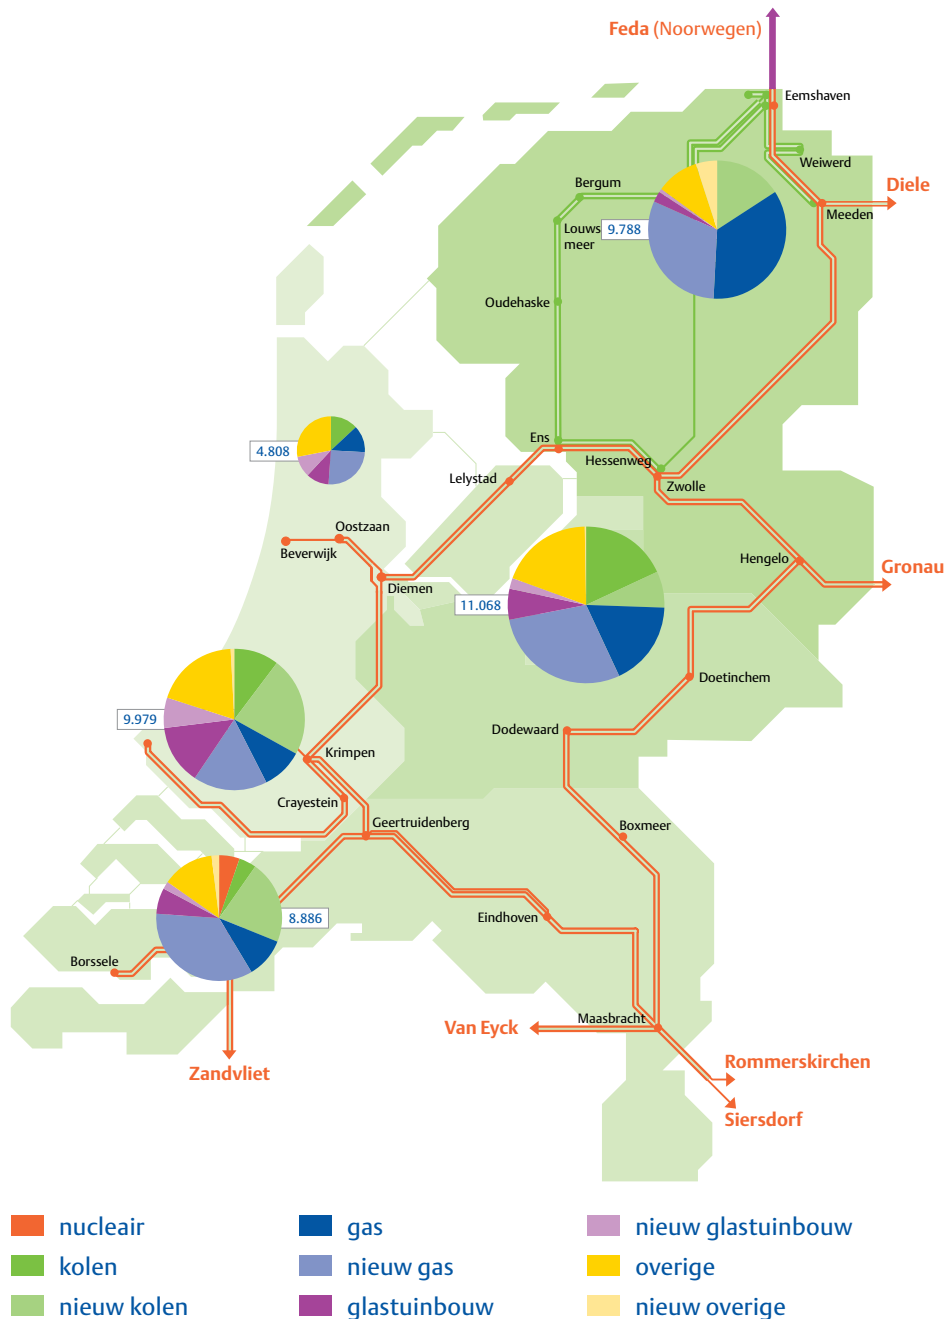 Feda (Noorwegen)
Eemshaven
Weiwerd
Diele
Bergum
Meeden
Louws
meer
9.788
Oudehaske
Ens
4.808
Hessenweg
Lelystad
Zwolle
Oostzaan
Beverwijk
Hengelo
Gronau
Diemen
11.068
Doetinchem
9.979
Dodewaard
Krimpen
Crayestein
Geertruidenberg
Boxmeer
8.886
Eindhoven
Borssele
Maasbracht
Van Eyck
Zandvliet
Rommerskirchen
Siersdorf
nucleair
gas
nieuw glastuinbouw
kolen
nieuw gas
overige
nieuw kolen
glastuinbouw
nieuw overige